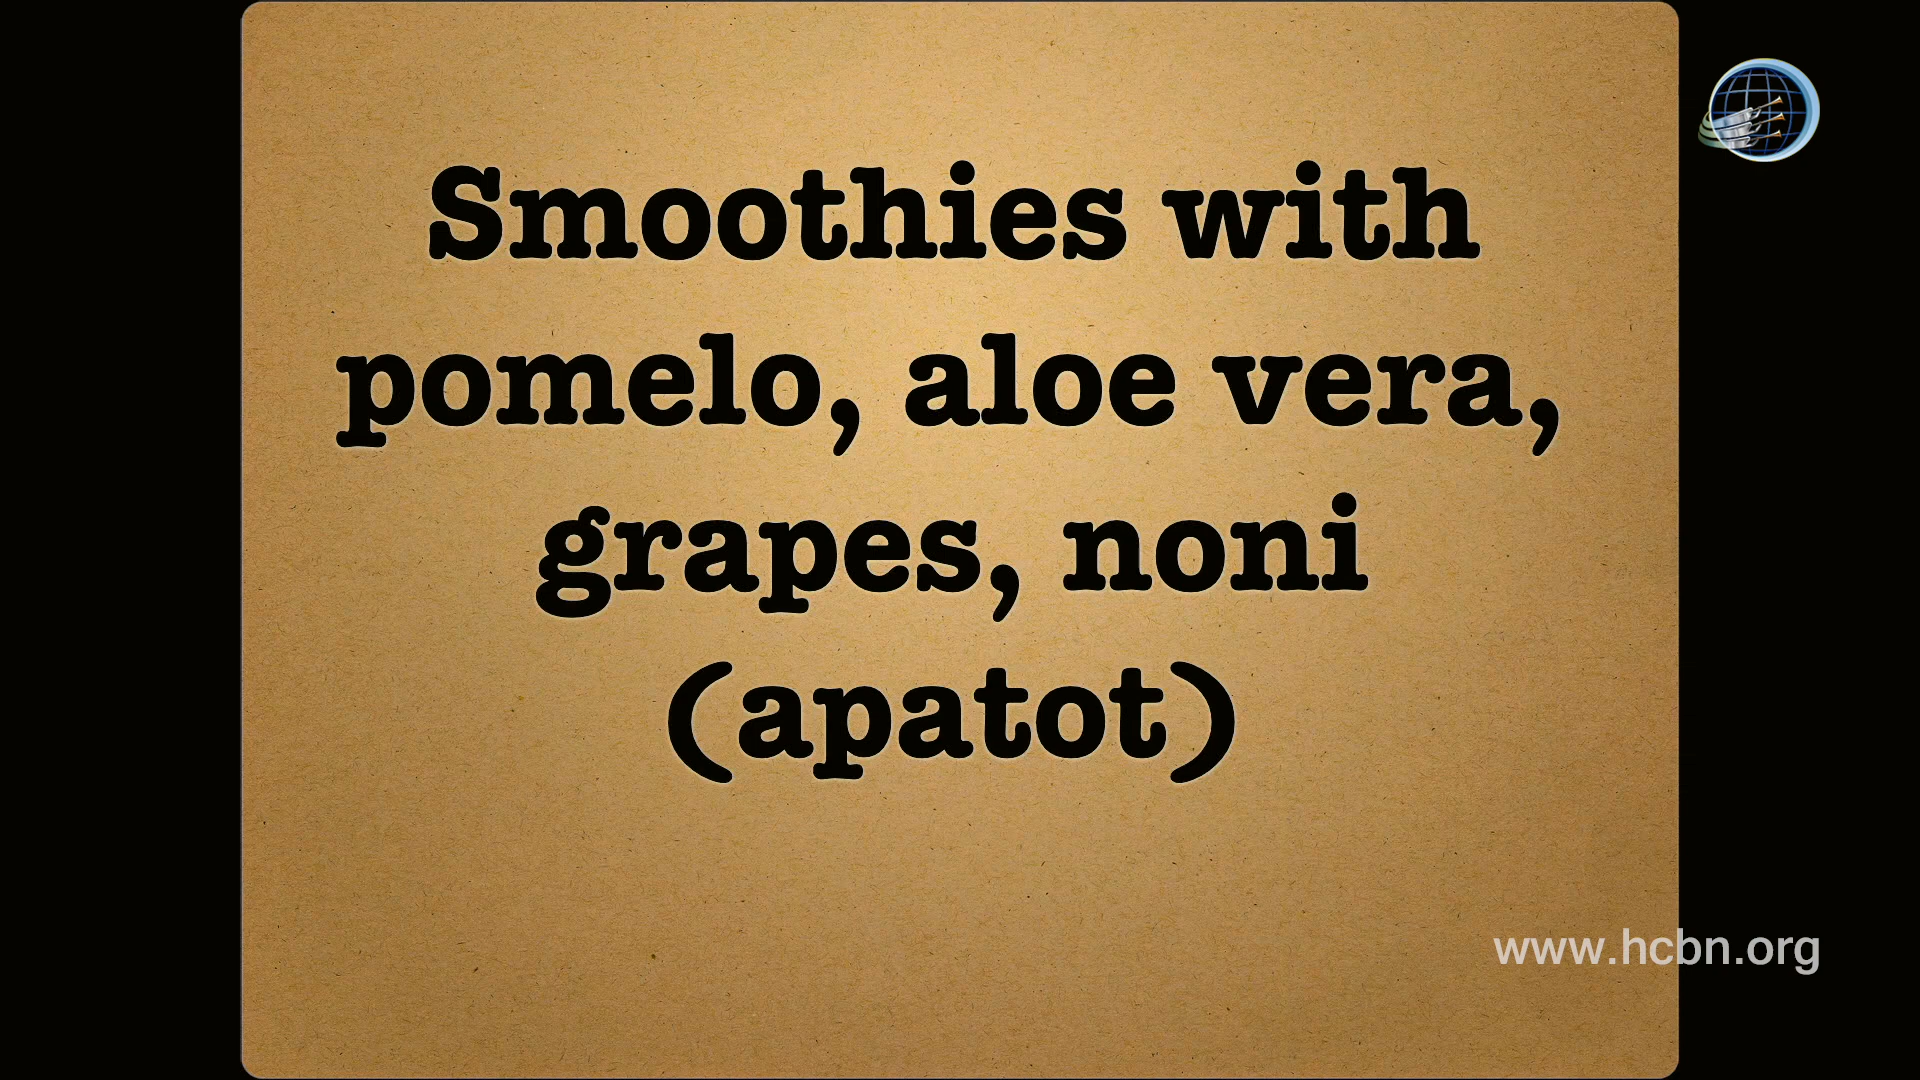 Smoothies with
pomelo, aloe vera,
grapes, noni
(apatot)
www.hcbn.org